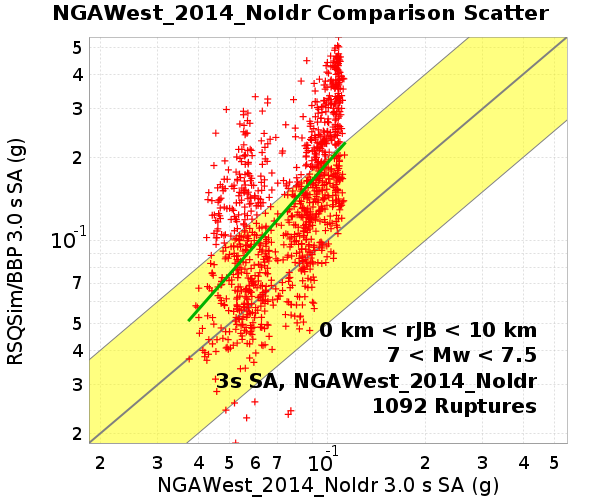 NGAWest_2014_NoIdr Comparison Scatter
5
4
3
2
10⁻¹
7
5
4
3
2
RSQSim/BBP 3.0 s SA (g)
0 km < rJB < 10 km
7 < Mw < 7.5
3s SA, NGAWest_2014_NoIdr
1092 Ruptures
2 3 4 5 6 7 10⁻¹ 2 3 4 5
NGAWest_2014_NoIdr 3.0 s SA (g)